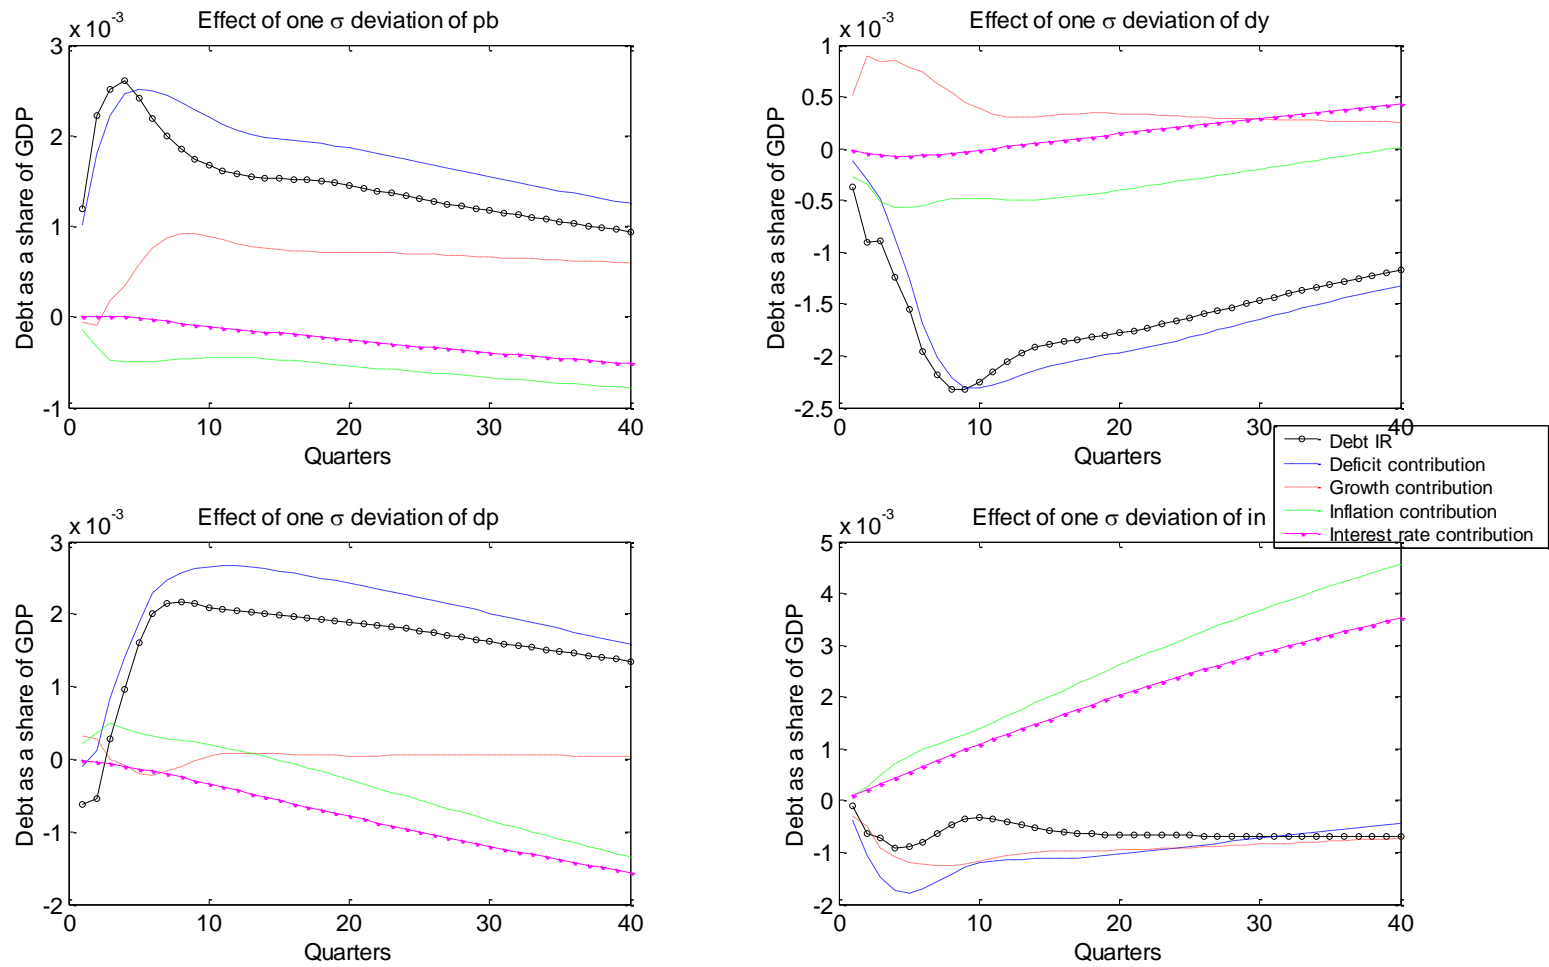 x 10-3
Effect of one σ deviation of pb
3
2
1
0
-1
Debt as a share of GDP
0 10 20 30 40
Quarters
x 10-3
Effect of one σ deviation of dy
1
0.5
0
-0.5
-1
-1.5
-2
-2.5
Debt as a share of GDP
0 10 20 30 40
Quarters
Debt IR
Deficit contribution
Growth contribution
Inflation contribution
Interest rate contribution
x 10-3
Effect of one σ deviation of dp
3
2
1
0
-1
-2
Debt as a share of GDP
0 10 20 30 40
Quarters
x 10-3
Effect of one σ deviation of in
5
4
3
2
1
0
-1
-2
Debt as a share of GDP
0 10 20 30 40
Quarters